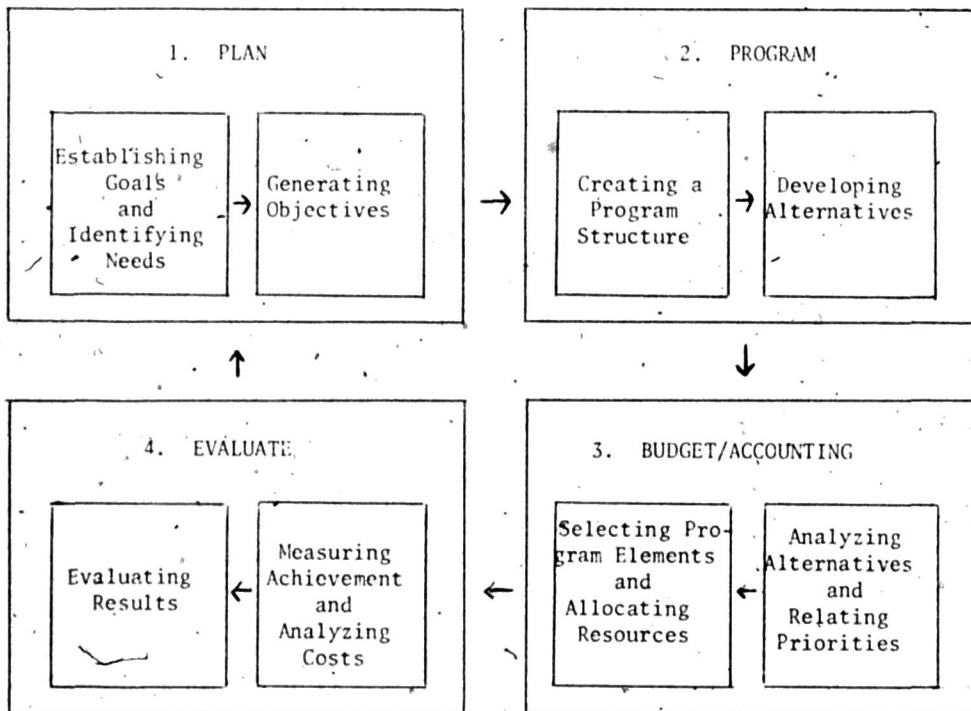 1. PLAN
Establishing
Goals
and
Identifying
Needs
→
Generating
Objectives
→
2. PROGRAM
Creating a
Program
Structure
→
Developing
Alternatives
↓
3. BUDGET/ACCOUNTING
Analyzing
Alternatives
and
Relating
Priorities
←
Selecting Pro-
gram Elements
and
Allocating
Resources
←
4. EVALUATE
Measuring
Achievement
and
Analyzing
Costs
←
Evaluating
Results
↑